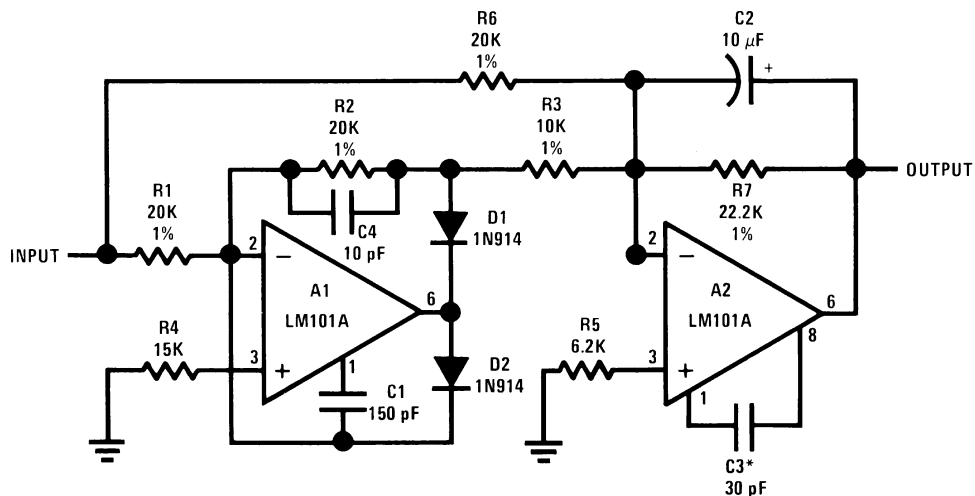 R6
20K
1%
C2
10 μF
+
R2
20K
1%
R3
10K
1%
OUTPUT
R1
20K
1%
C4
10 pF
D1
1N914
R7
22.2K
1%
INPUT
2
−
A1
LM101A
6
2
−
A2
LM101A
6
8
R4
15K
3
+
1
C1
150 pF
D2
1N914
R5
6.2K
3
+
1
C3*
30 pF